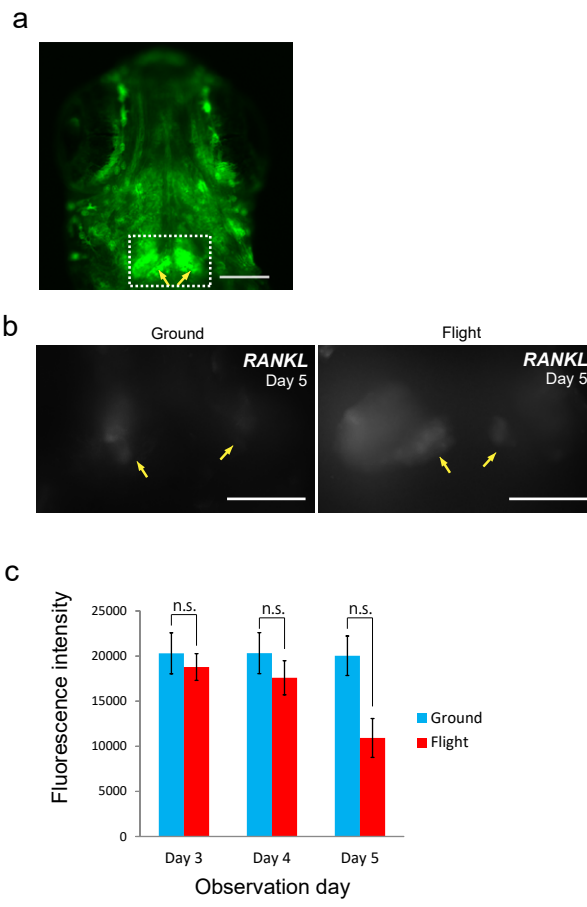 a
b
Ground
Flight
RANKL
Day 5
RANKL
Day 5
c
Fluorescence intensity
25000
20000
15000
10000
5000
0
n.s.
n.s.
n.s.
Ground
Flight
Day 3
Day 4
Day 5
Observation day